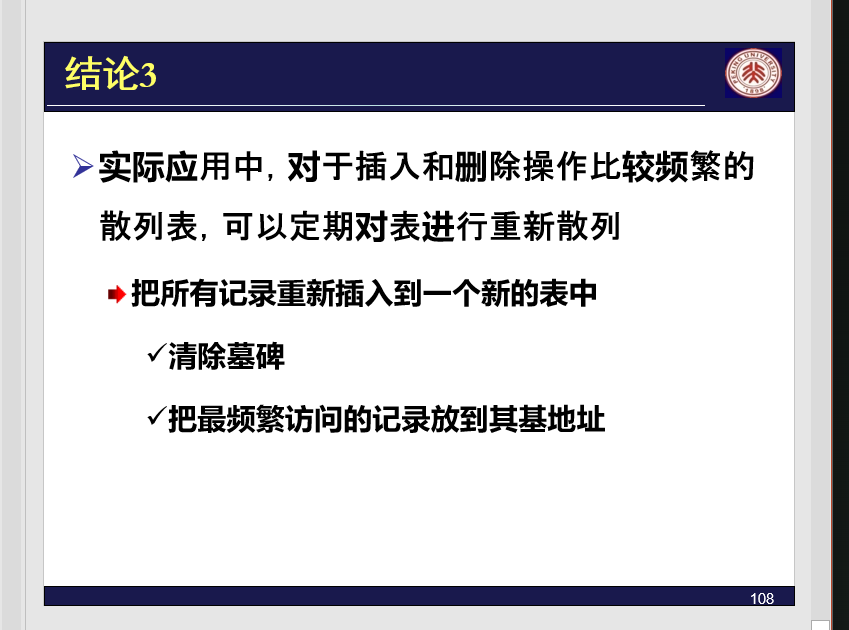 结论3
PEKING UNIVERSITY
1898
实际应用中，对于插入和删除操作比较频繁的
散列表，可以定期对表进行重新散列
把所有记录重新插入到一个新的表中
清除墓碑
把最频繁访问的记录放到其基地址
108